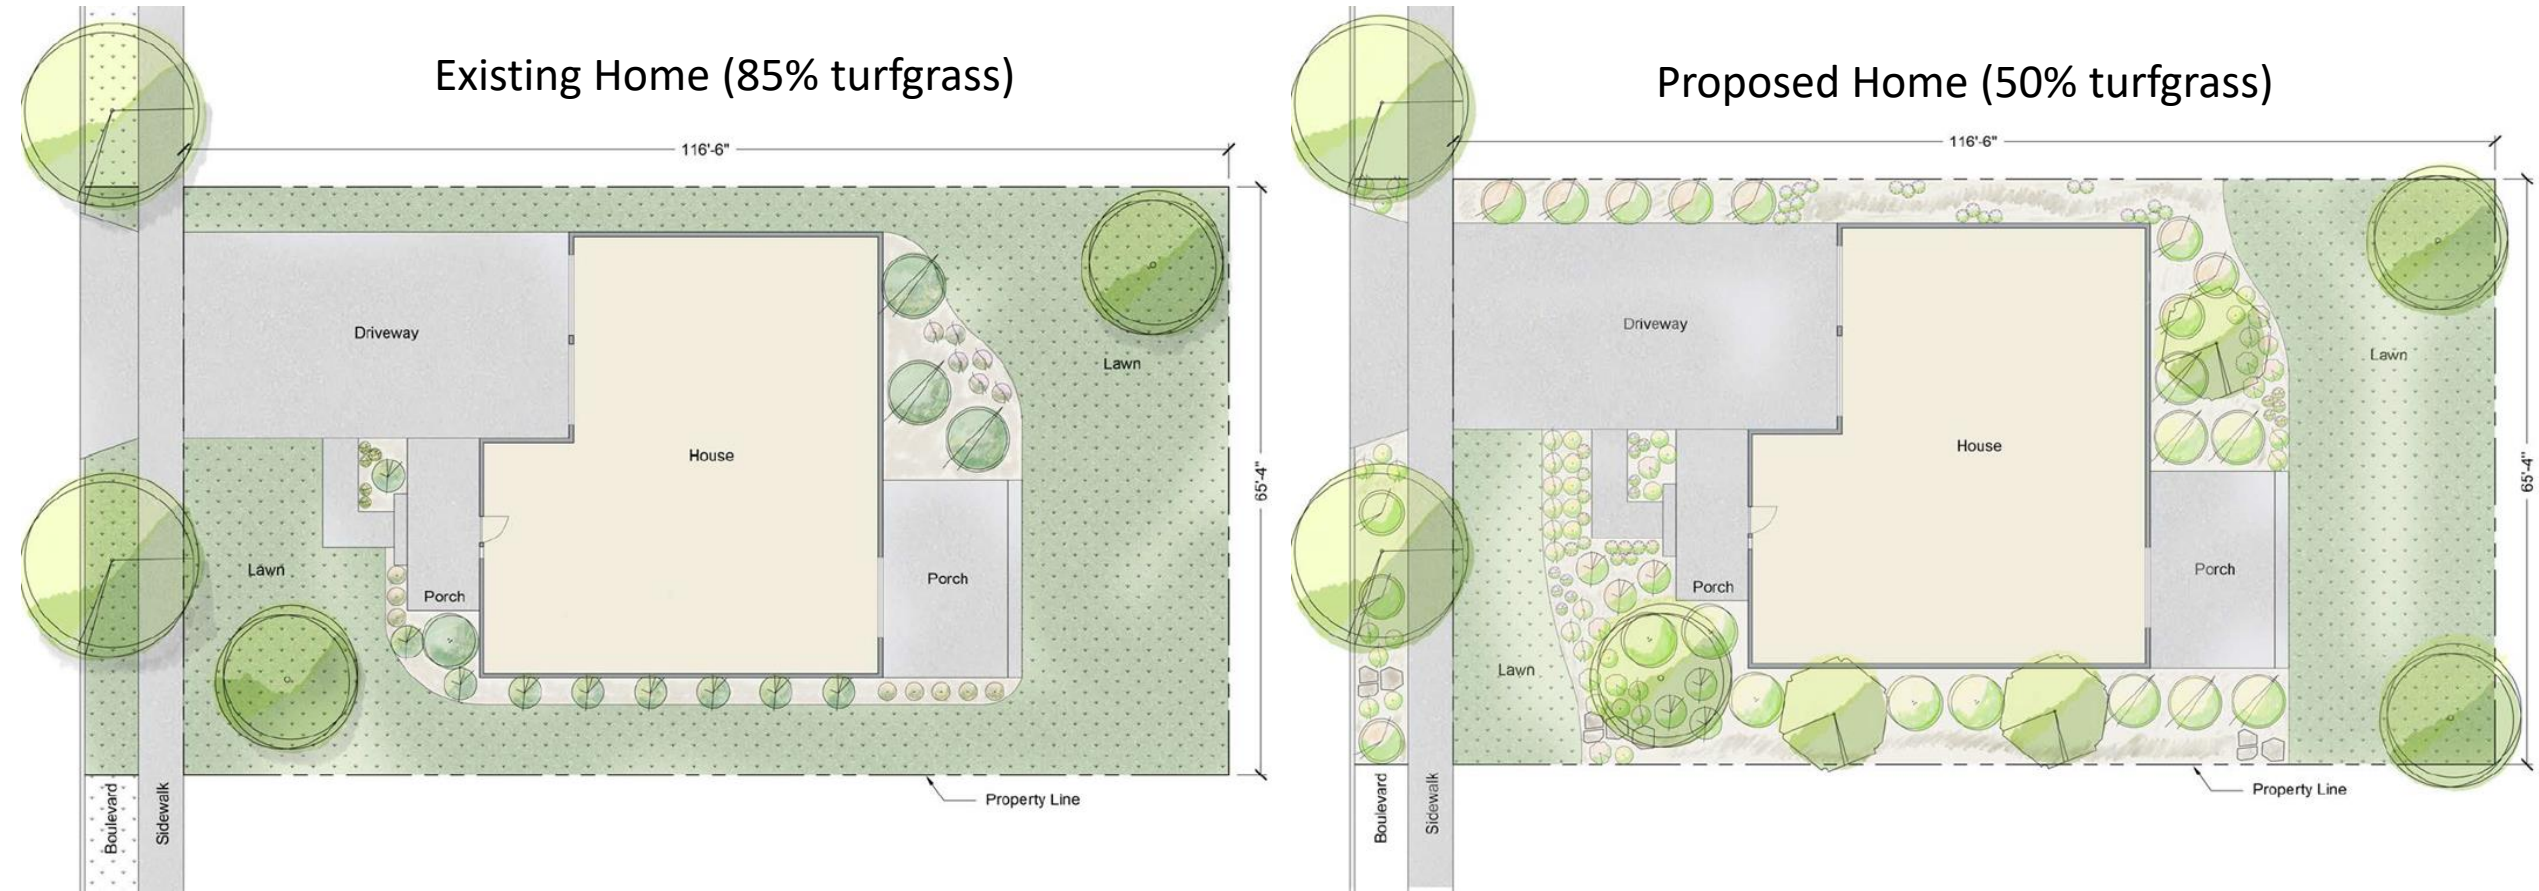 Existing Home (85% turfgrass)
116'-6"
Driveway
Lawn
House
65'-4"
Lawn
Porch
Porch
Property Line
Boulevard
Sidewalk
Proposed Home (50% turfgrass)
116'-6"
Driveway
Lawn
House
65'-4"
Porch
Porch
Lawn
Property Line
Boulevard
Sidewalk